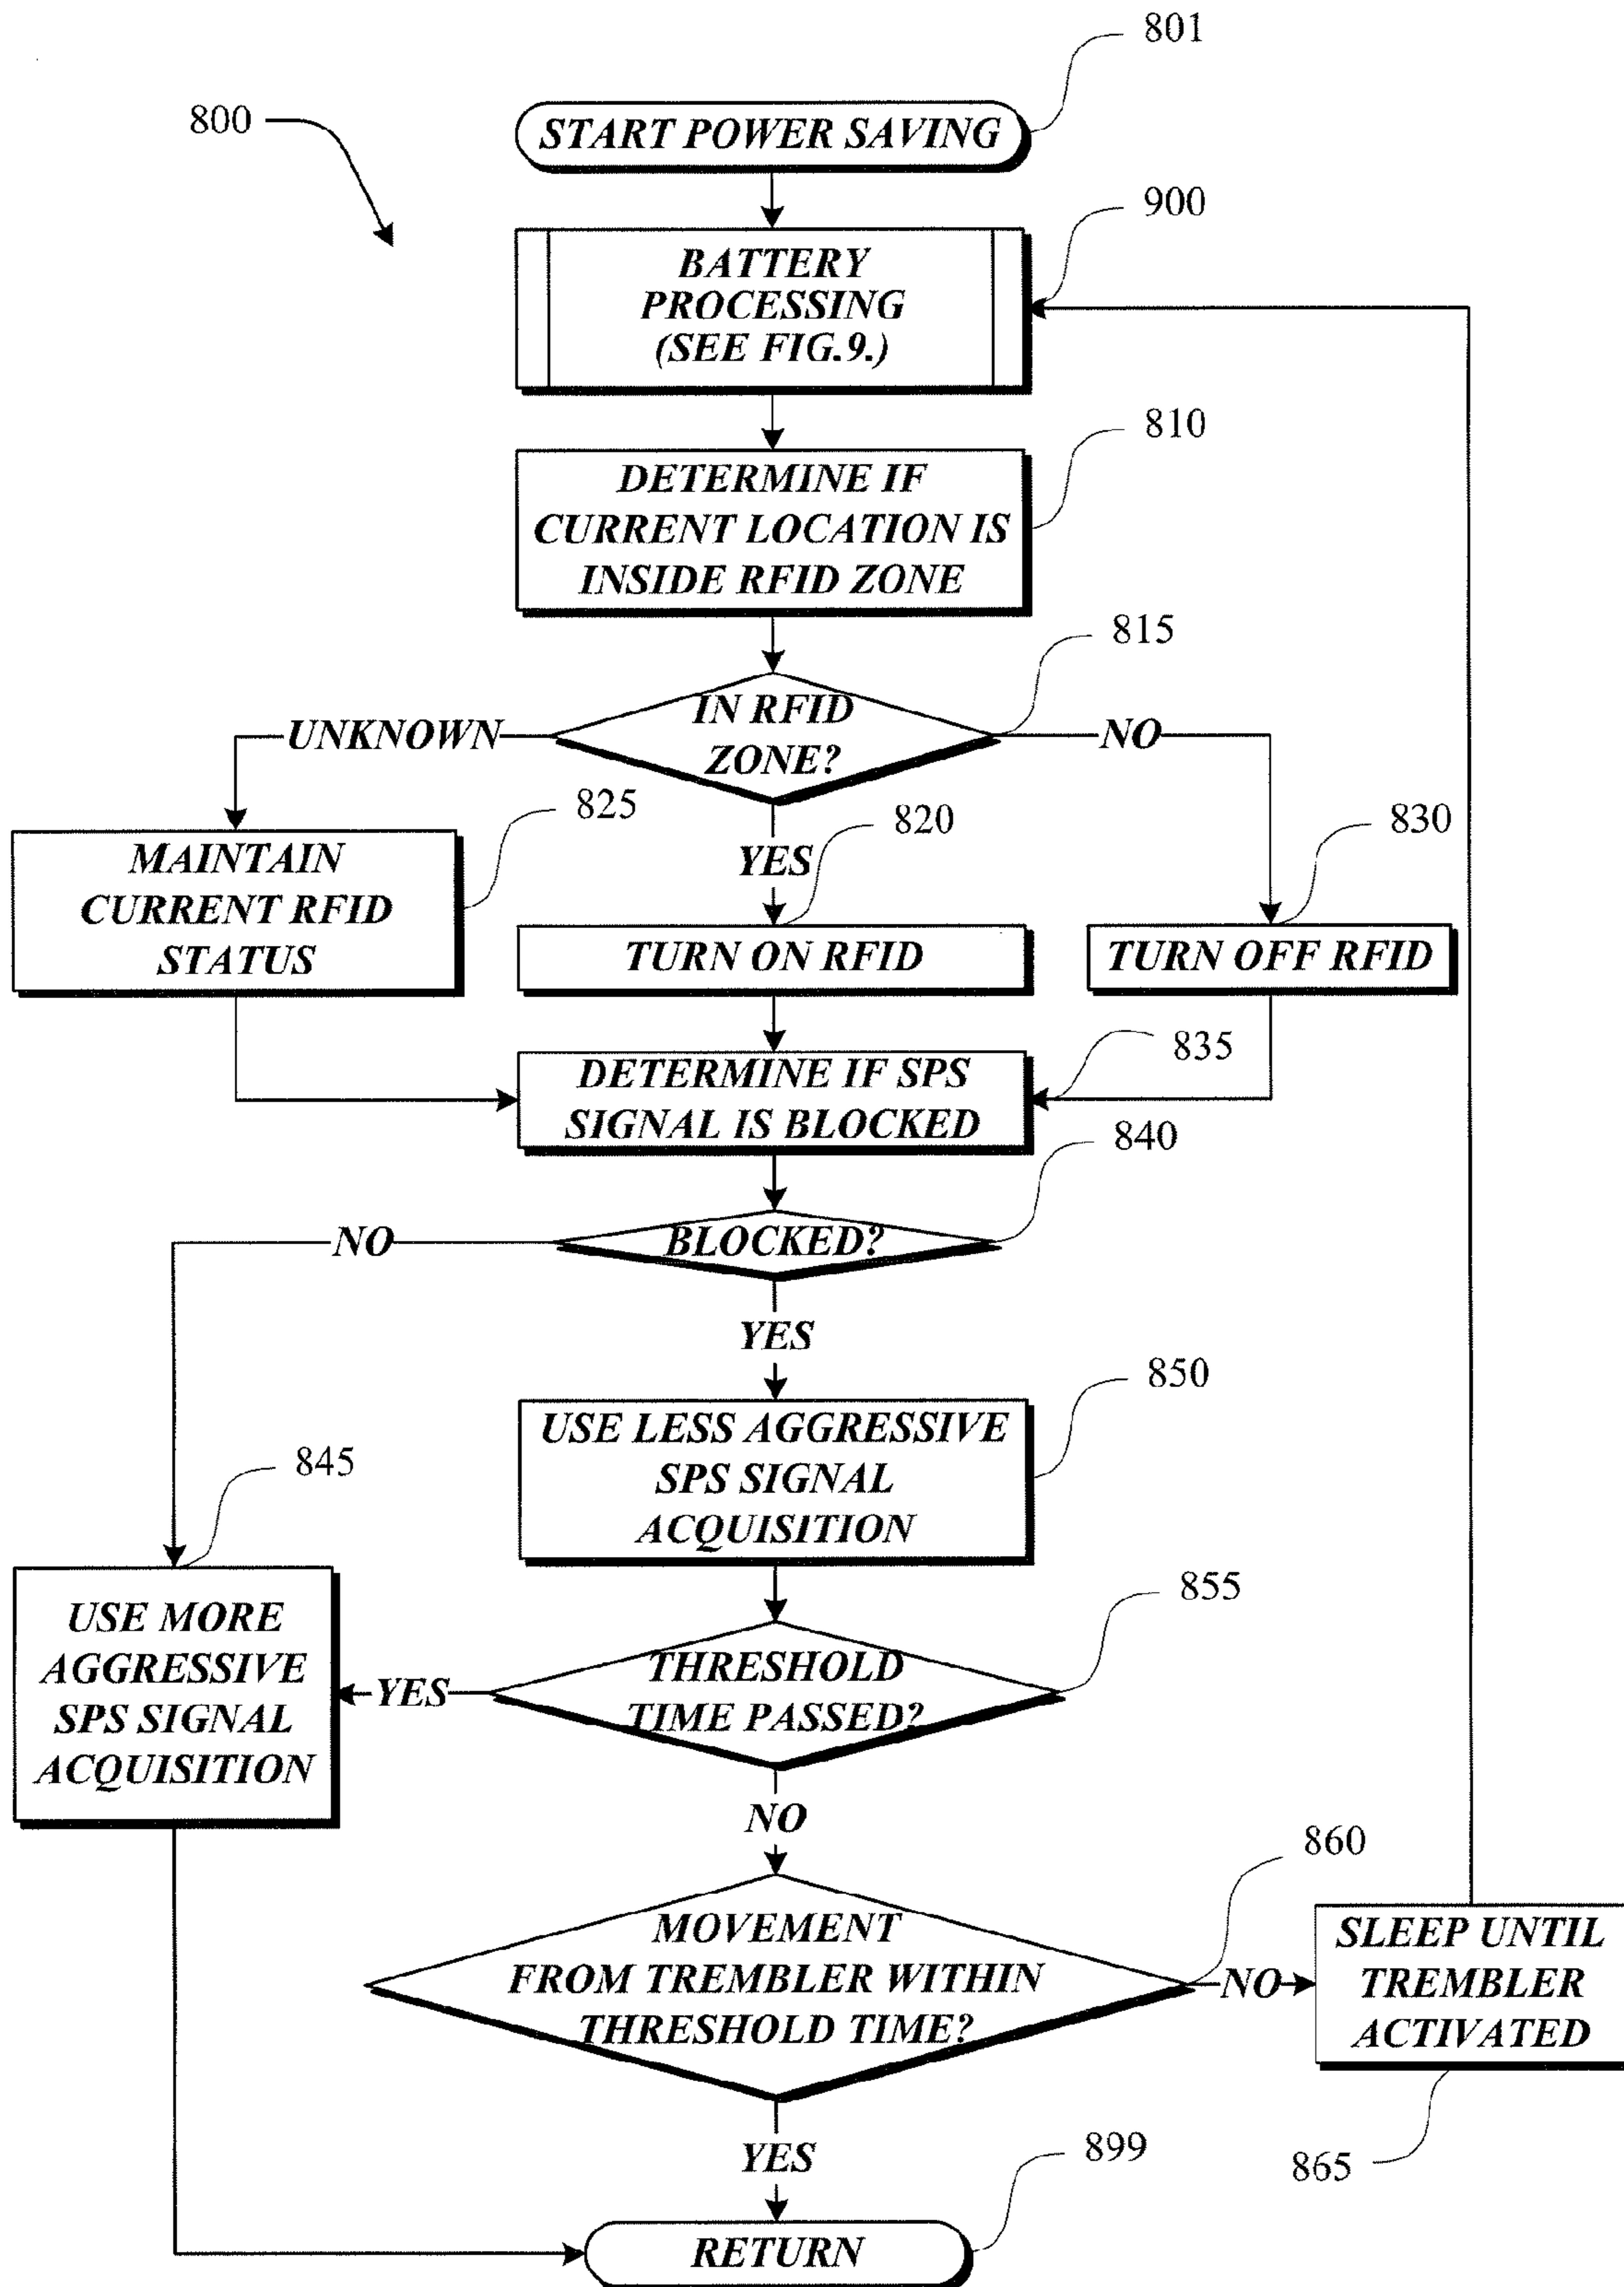 801
800
START POWER SAVING
900
BATTERY
PROCESSING
(SEE FIG.9.)
810
DETERMINE IF
CURRENT LOCATION IS
INSIDE RFID ZONE
815
IN RFID
ZONE?
UNKNOWN
NO
825
820
830
YES
MAINTAIN
CURRENT RFID
STATUS
TURN ON RFID
TURN OFF RFID
835
DETERMINE IF SPS
SIGNAL IS BLOCKED
840
BLOCKED?
NO
YES
850
USE LESS AGGRESSIVE
SPS SIGNAL
ACQUISITION
845
USE MORE
AGGRESSIVE
SPS SIGNAL
ACQUISITION
855
THRESHOLD
TIME PASSED?
YES
NO
860
MOVEMENT
FROM TREMBLER WITHIN
THRESHOLD TIME?
NO
SLEEP UNTIL
TREMBLER
ACTIVATED
865
YES
899
RETURN